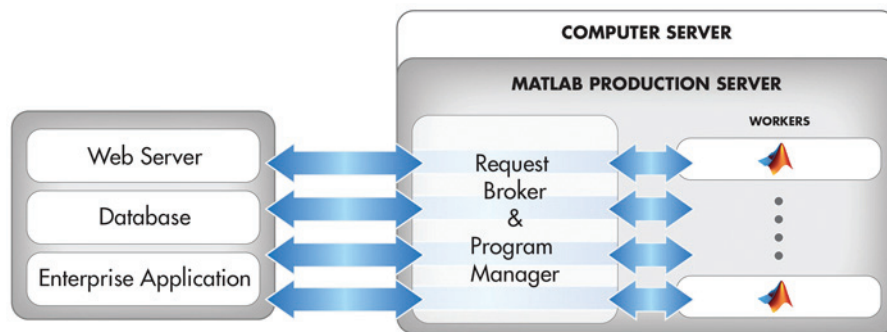 COMPUTER SERVER
MATLAB PRODUCTION SERVER
WORKERS
Web Server
Database
Enterprise Application
Request
Broker
&
Program
Manager